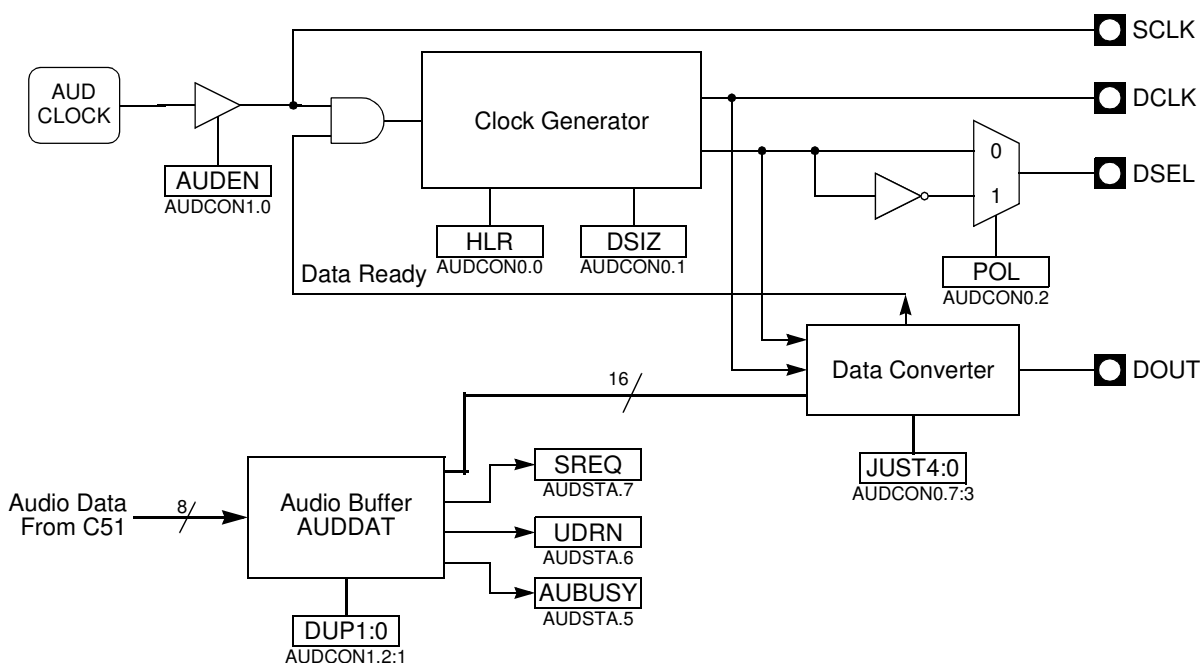 SCLK
AUD
CLOCK
Clock Generator
DCLK
0
1
DSEL
AUDEN
AUDCON1.0
HLR
AUDCON0.0
DSIZ
AUDCON0.1
POL
AUDCON0.2
Data Ready
Data Converter
DOUT
16
JUST4:0
AUDCON0.7:3
SREQ
AUDSTA.7
Audio Data
From C51
8
Audio Buffer
AUDDAT
UDRN
AUDSTA.6
AUBUSY
AUDSTA.5
DUP1:0
AUDCON1.2:1